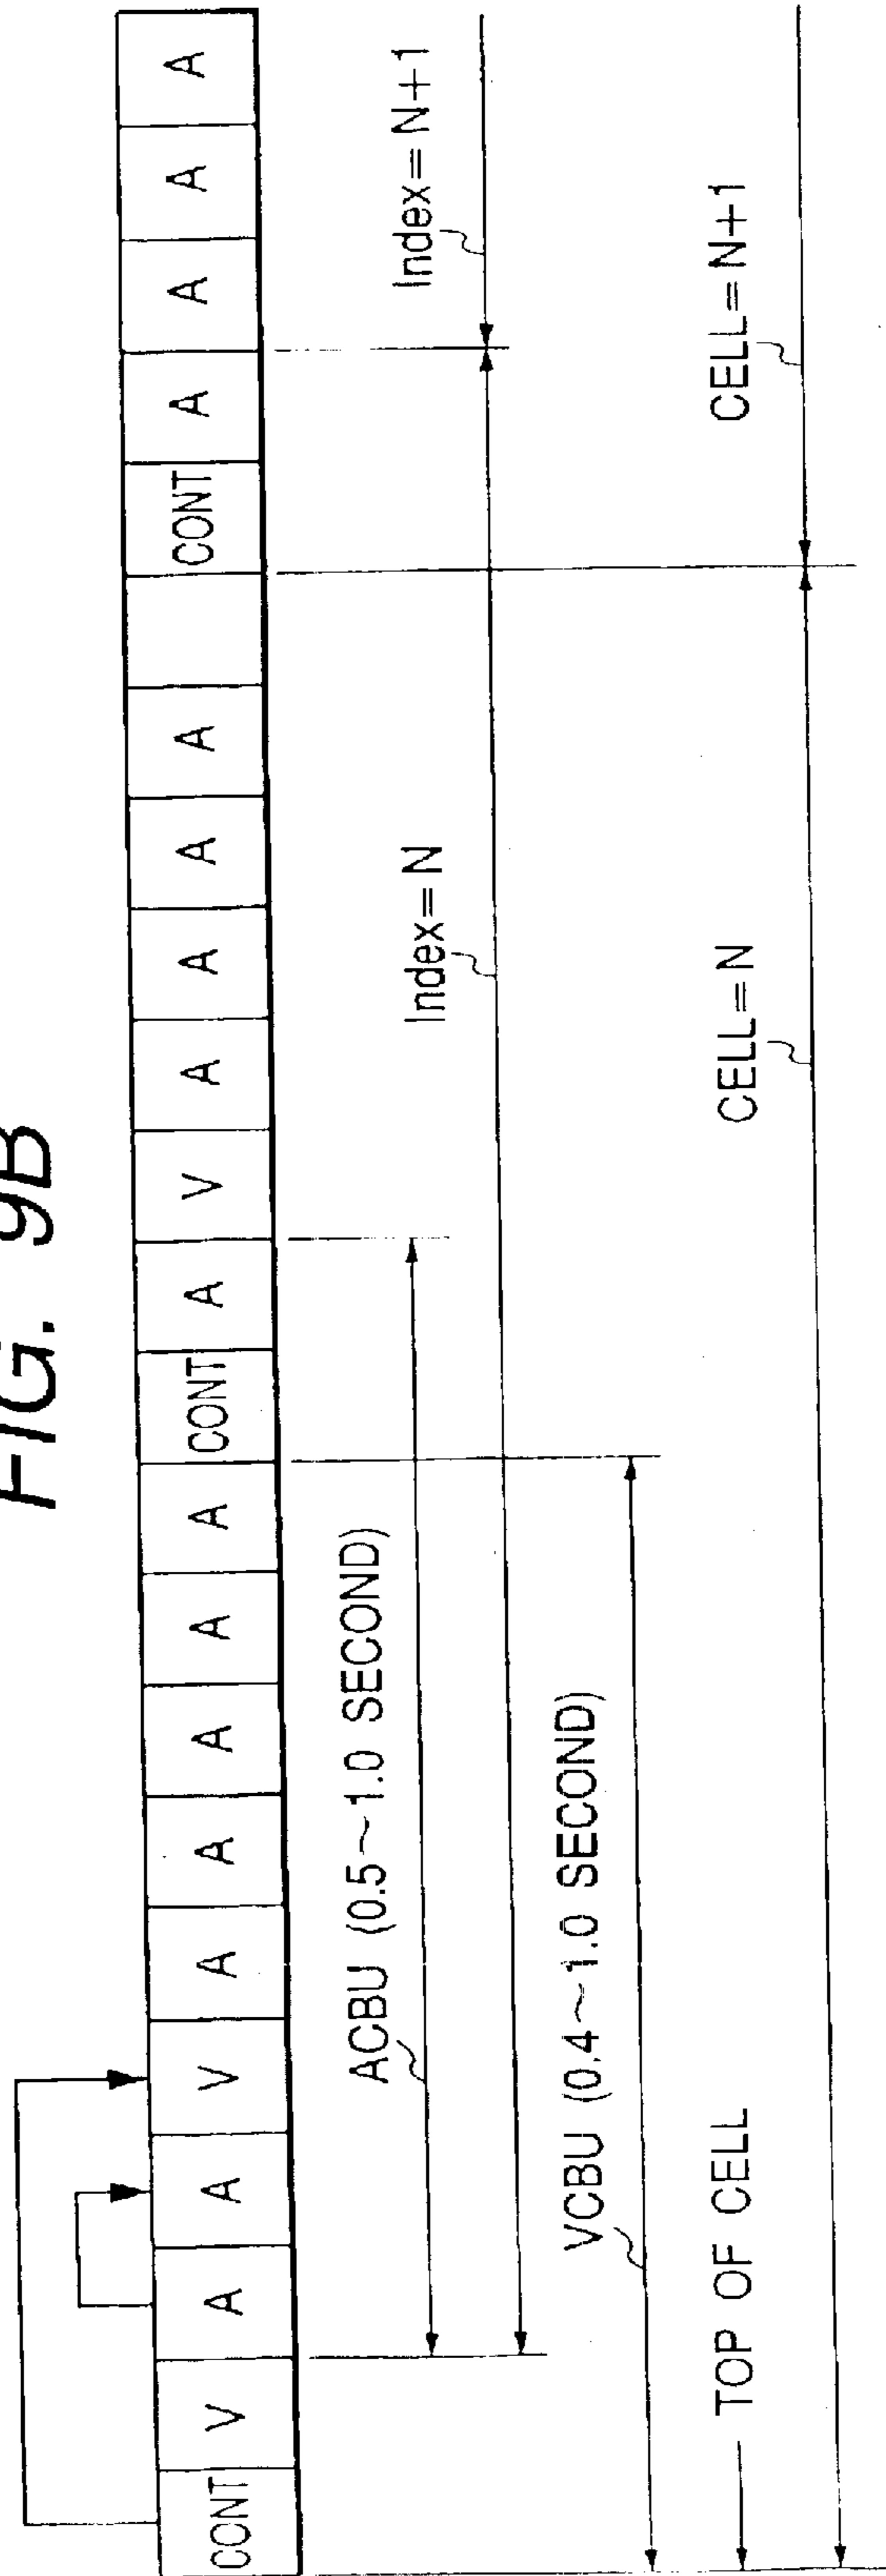 FIG. 9B
CONT V A A V A A A A A CONT A V A A A A CONT A A A A
ACBU (0.5~1.0 SECOND)
Index=N
Index=N+1
VCBU (0.4~1.0 SECOND)
TOP OF CELL
CELL=N
CELL=N+1